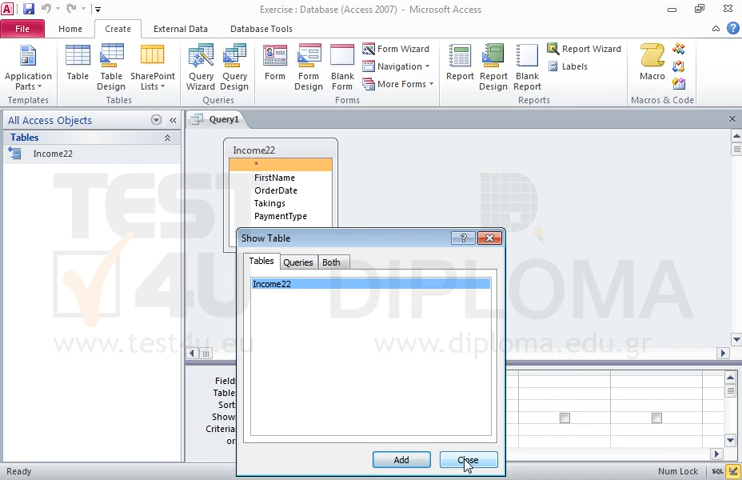 Exercise : Database (Access 2007) - Microsoft Access
File Home Create External Data Database Tools
Application Parts
Table
Table Design
SharePoint Lists
Query Wizard
Query Design
Form
Form Design
Blank Form
Form Wizard
Navigation
More Forms
Report
Report Design
Blank Report
Report Wizard
Labels
Macro
Templates Tables Queries Forms Reports Macros & Code
All Access Objects
Tables
Income22
Query1
Income22
*
FirstName
OrderDate
Takings
PaymentType
Show Table
Tables Queries Both
Income22
Add Close
Field:
Table:
Sort:
Show:
Criteria:
or:
TEST
4U DIPLOMA
www.test4u.eu www.diploma.edu.gr
Ready Num Lock SQL